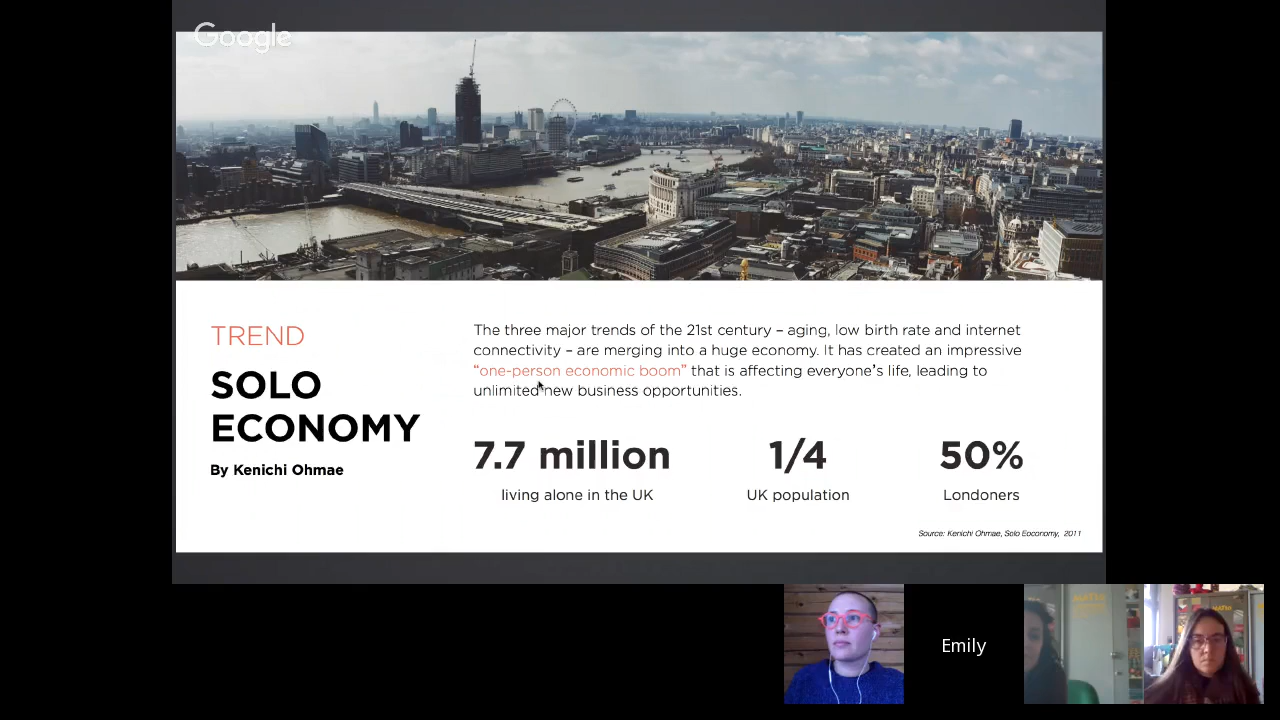 Google
TREND
SOLO
ECONOMY
By Kenichi Ohmae
The three major trends of the 21st century – aging, low birth rate and internet
connectivity – are merging into a huge economy. It has created an impressive
“one-person economic boom” that is affecting everyone’s life, leading to
unlimited new business opportunities.
7.7 million
living alone in the UK
1/4
UK population
50%
Londoners
Source: Kenichi Ohmae, Solo Eoconomy, 2011
Emily